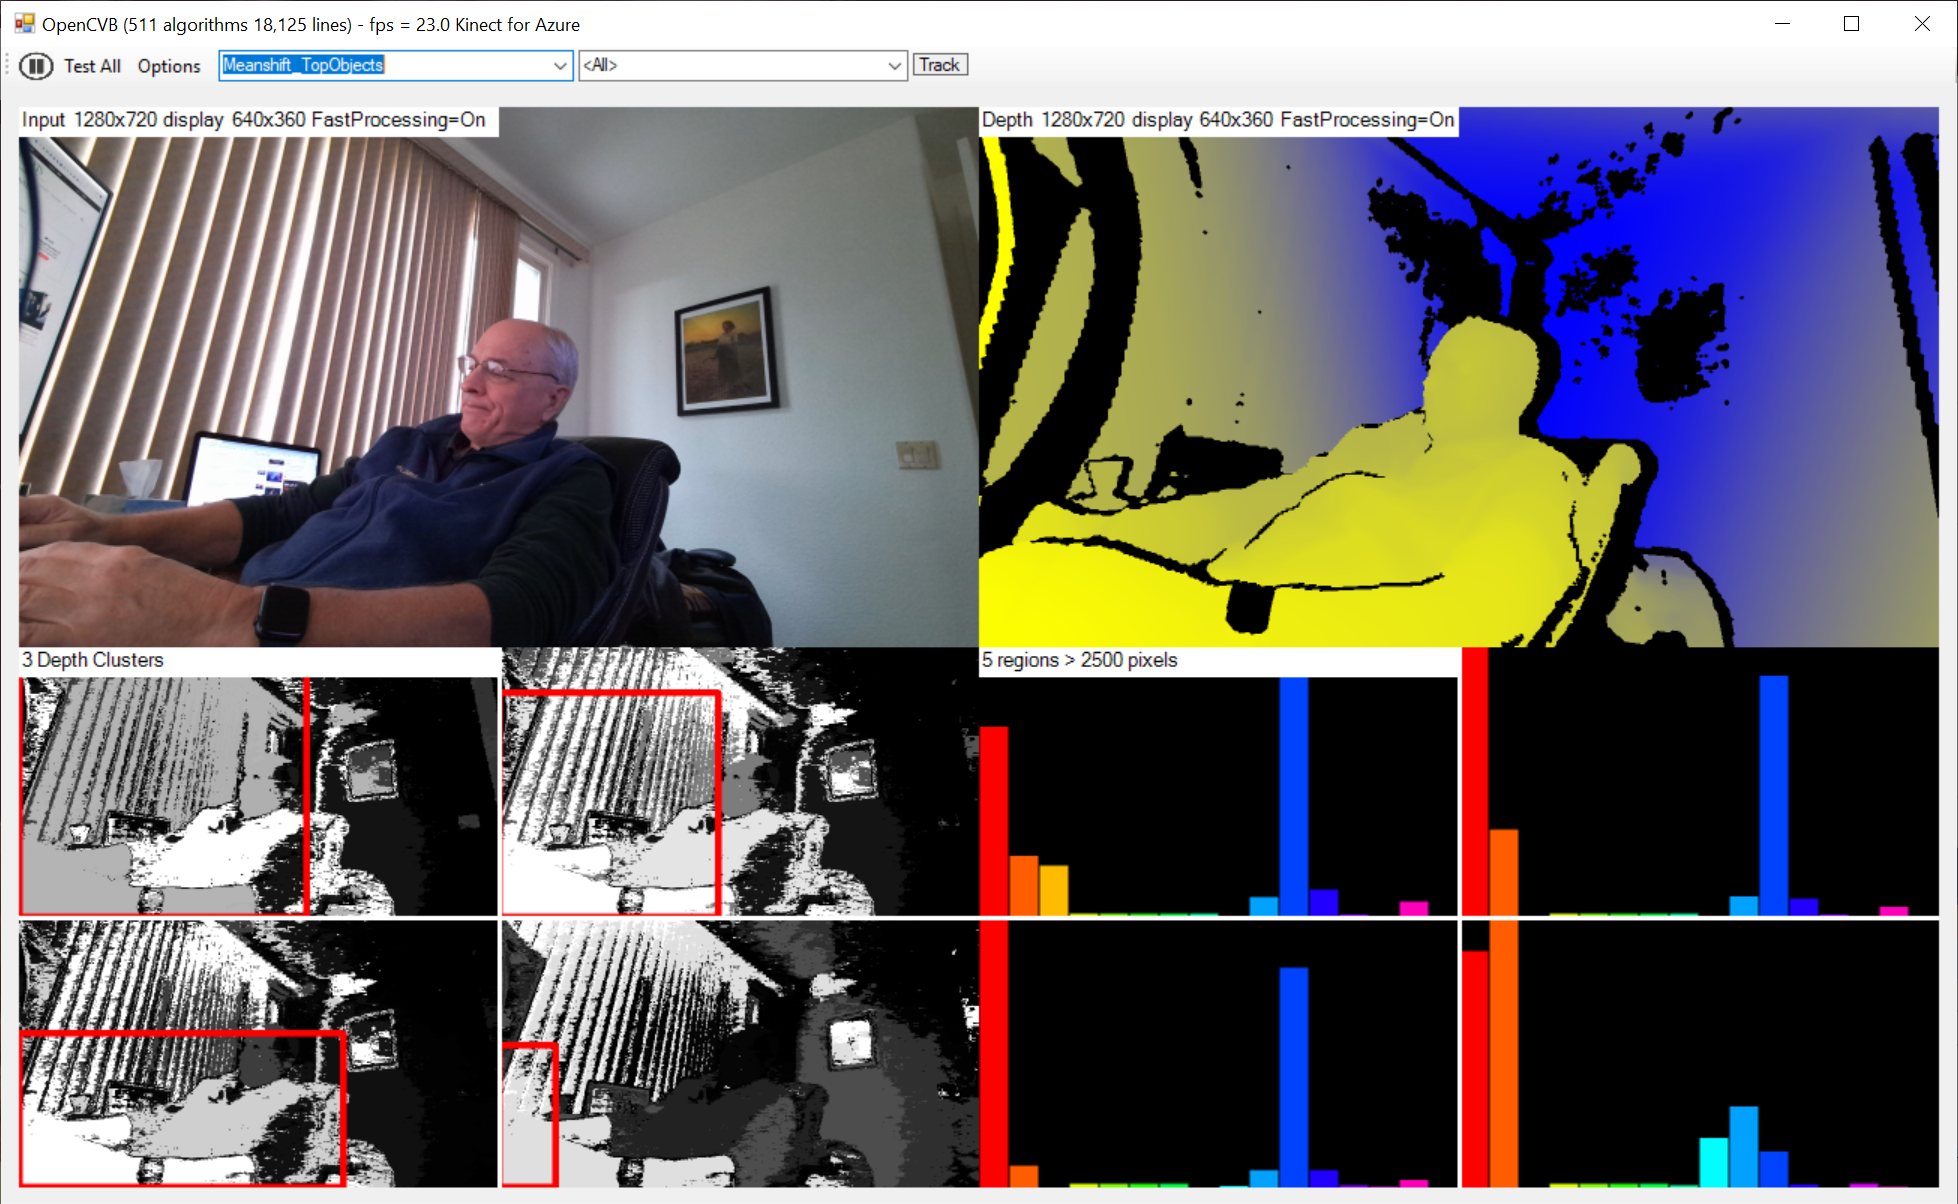 OpenCVB (511 algorithms 18,125 lines) - fps = 23.0 Kinect for Azure
Test All Options Meanshift_TopObjects <All> Track
Input 1280x720 display 640x360 FastProcessing=On
Depth 1280x720 display 640x360 FastProcessing=On
3 Depth Clusters
5 regions > 2500 pixels